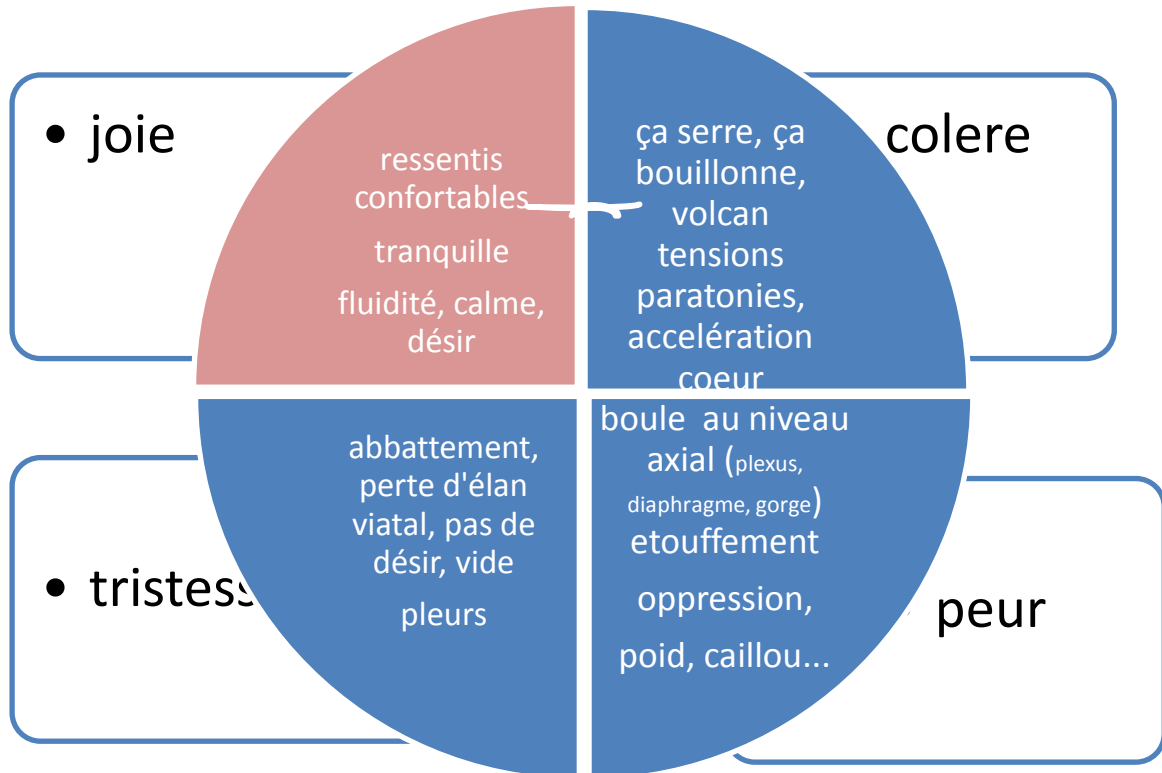 • joie
ressentis
confortables
tranquille
fluidité, calme,
désir
colere
ça serre, ça
bouillonne,
volcan
tensions
paratonies,
accelération
coeur
• tristess
abbattement,
perte d'élan
viatal, pas de
désir, vide
pleurs
peur
boule au niveau
axial (plexus,
diaphragme, gorge)
etouffement
oppression,
poid, caillou...